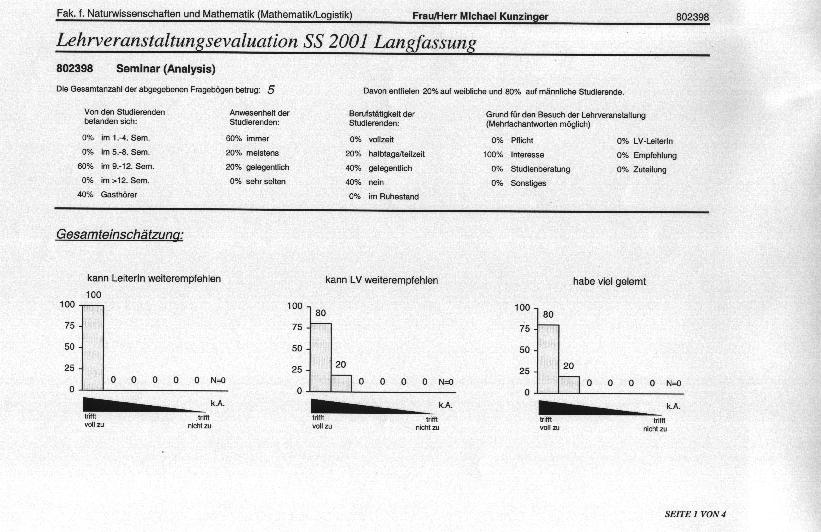 Fak. f. Naturwissenschaften und Mathematik (Mathematik/Logistik) Frau/Herr Michael Kunzinger 802398
Lehrveranstaltungsevaluation SS 2001 Langfassung
802398 Seminar (Analysis)
Die Gesamtanzahl der abgegebenen Fragebögen betrug: 5 Davon entfielen 20% auf weibliche und 80% auf männliche Studierende.
Von den Studierenden
befanden sich:
0% im 1.-4. Sem.
0% im 5.-8. Sem.
60% im 9.-12. Sem.
0% im >12. Sem.
40% Gasthörer
Anwesenheit der
Studierenden:
60% immer
20% meistens
20% gelegentlich
0% sehr selten
Berufstätigkeit der
Studierenden:
0% vollzeit
20% halbtags/teilzeit
40% gelegentlich
40% nein
0% im Ruhestand
Grund für den Besuch der Lehrveranstaltung
(Mehrfachantworten möglich)
0% Pflicht 0% LV-LeiterIn
100% Interesse 0% Empfehlung
0% Studienberatung 0% Zuteilung
0% Sonstiges
Gesamteinschätzung:
kann LeiterIn weiterempfehlen
100
100
75
50
25
0
0 0 0 0 0 N=0
k.A.
trifft trifft
voll zu nicht zu
kann LV weiterempfehlen
100
75
50
25
0
80
20
0 0 0 0 N=0
k.A.
trifft trifft
voll zu nicht zu
habe viel gelernt
100
75
50
25
0
80
20
0 0 0 0 N=0
k.A.
trifft trifft
voll zu nicht zu
SEITE 1 VON 4